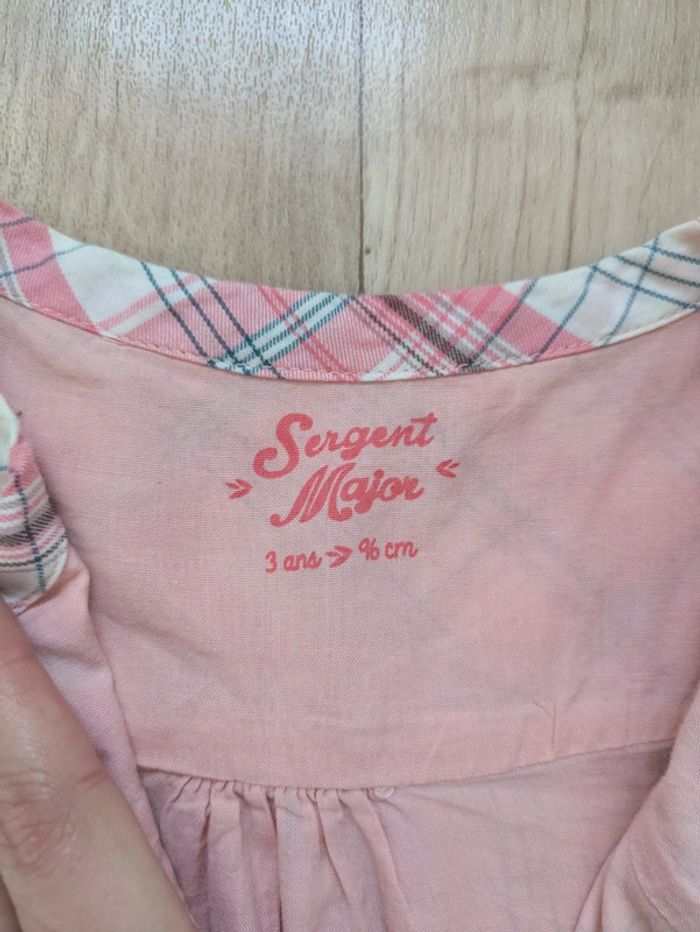 Sergent
Major
3 ans 96 cm